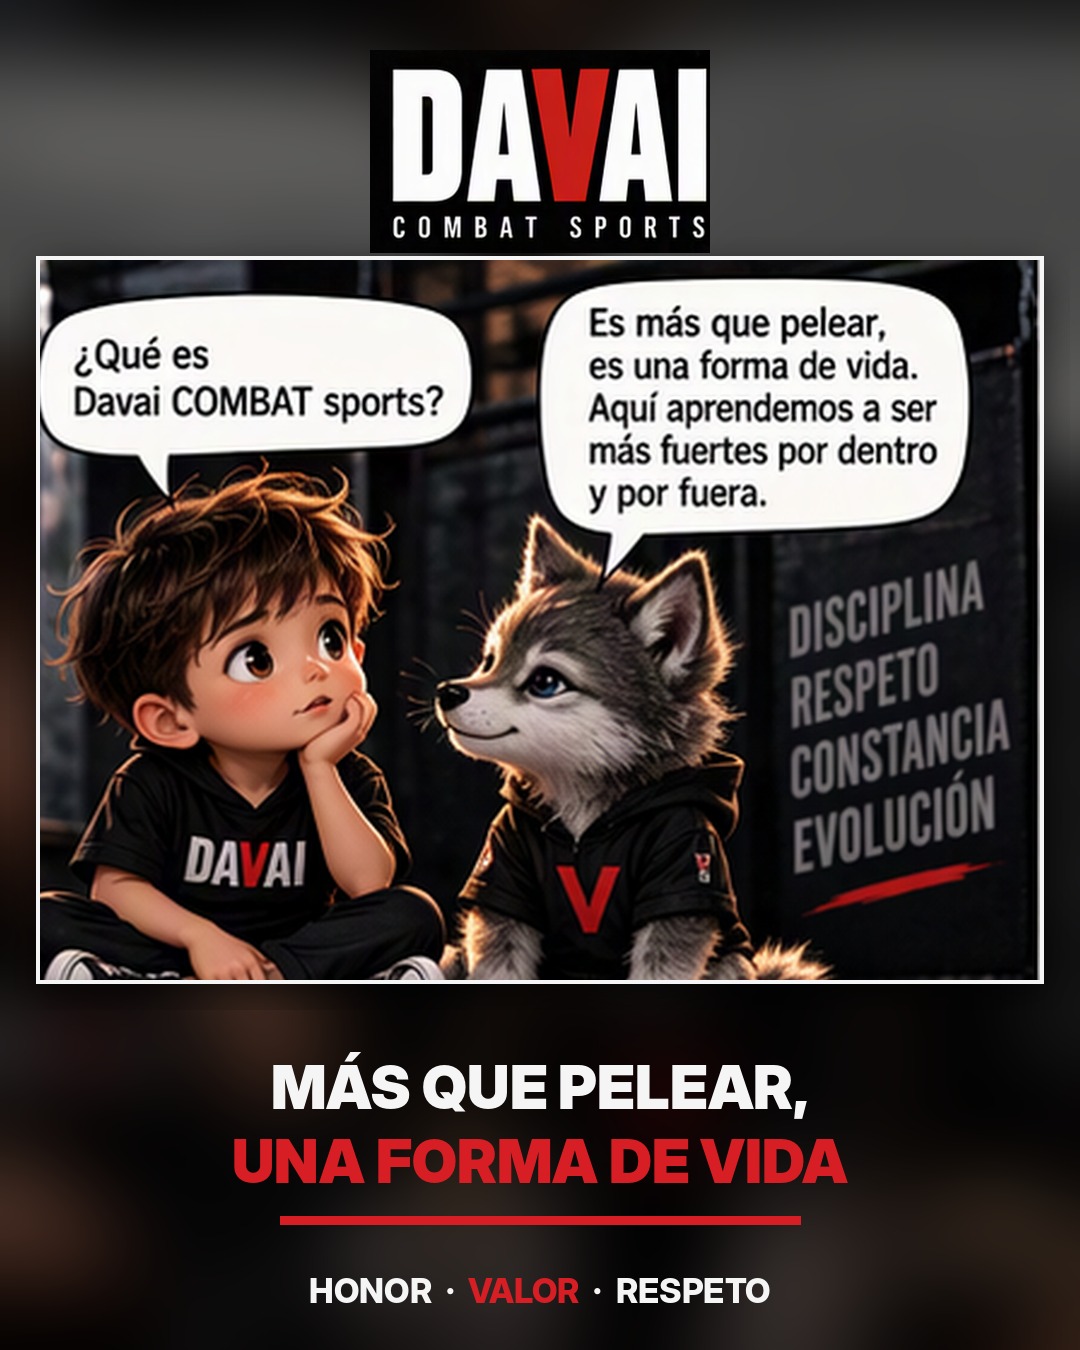 DAVAI
COMBAT SPORTS
¿Qué es
Davai COMBAT sports?
Es más que pelear,
es una forma de vida.
Aquí aprendemos a ser
más fuertes por dentro
y por fuera.
DISCIPLINA
RESPETO
CONSTANCIA
EVOLUCIÓN
DAVAI
V
MÁS QUE PELEAR,
UNA FORMA DE VIDA
HONOR · VALOR · RESPETO